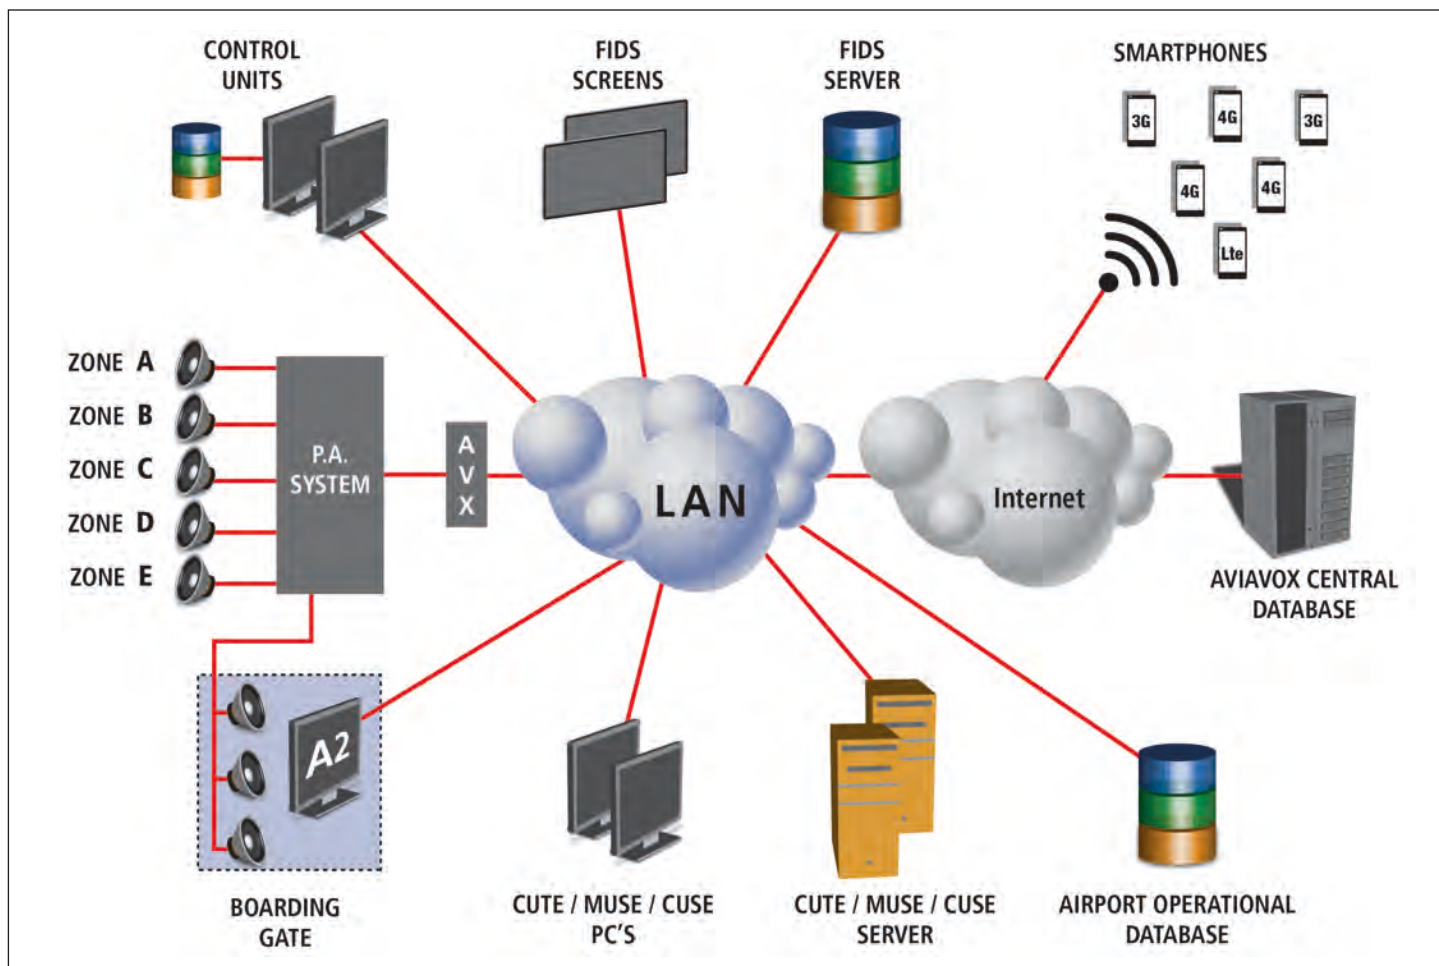 CONTROL
UNITS
FIDS
SCREENS
FIDS
SERVER
SMARTPHONES
3G
4G
3G
4G
4G
Lte
ZONE A
ZONE B
ZONE C
ZONE D
ZONE E
P.A.
SYSTEM
A
V
X
LAN
Internet
AVIAVOX CENTRAL
DATABASE
A2
BOARDING
GATE
CUTE / MUSE / CUSE
PC'S
CUTE / MUSE / CUSE
SERVER
AIRPORT OPERATIONAL
DATABASE